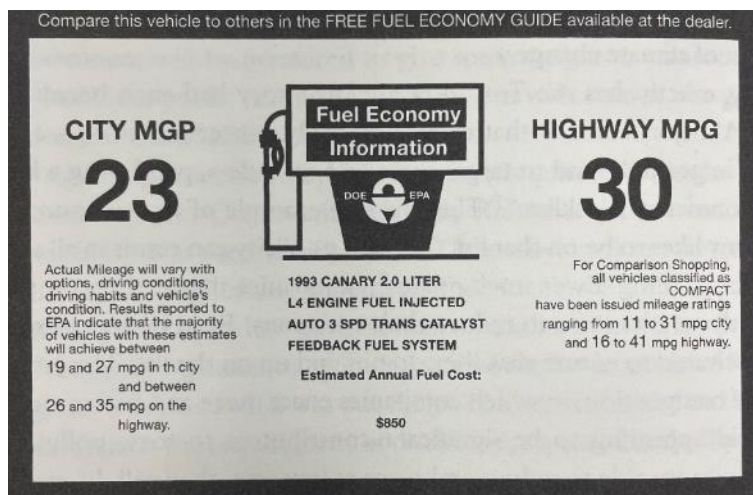 Compare this vehicle to others in the FREE FUEL ECONOMY GUIDE available at the dealer.
CITY MGP
23
Actual Mileage will vary with
options, driving conditions,
driving habits and vehicle's
condition. Results reported to
EPA indicate that the majority
of vehicles with these estimates
will achieve between
19 and 27 mpg in th city
and between
26 and 35 mpg on the
highway.
Fuel Economy
Information
DOE EPA
1993 CANARY 2.0 LITER
L4 ENGINE FUEL INJECTED
AUTO 3 SPD TRANS CATALYST
FEEDBACK FUEL SYSTEM
Estimated Annual Fuel Cost:
$850
HIGHWAY MPG
30
For Comparison Shopping,
all vehicles classified as
COMPACT
have been issued mileage ratings
ranging from 11 to 31 mpg city
and 16 to 41 mpg highway.